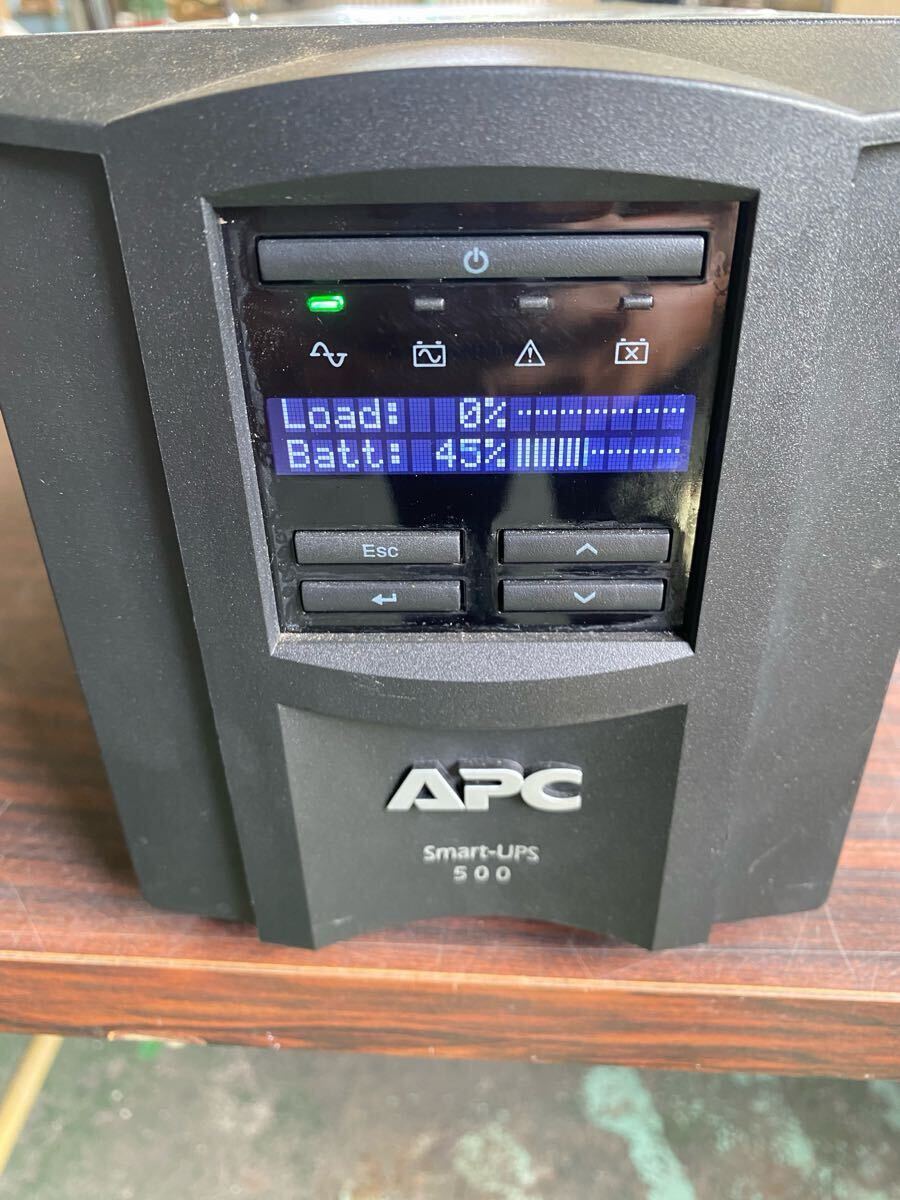 Load: 0%
Batt: 45%
Esc
APC
Smart-UPS
500